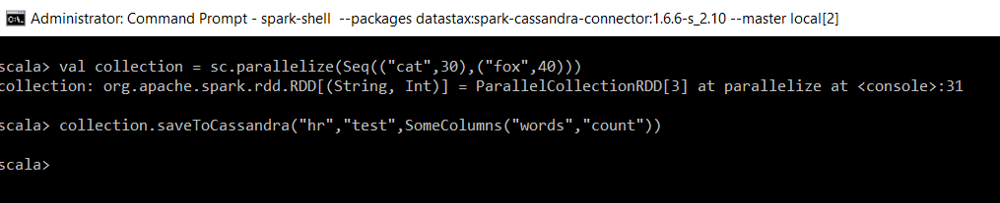 Administrator: Command Prompt - spark-shell --packages datastax:spark-cassandra-connector:1.6.6-s_2.10 --master local[2]
scala> val collection = sc.parallelize(Seq(("cat",30),("fox",40)))
collection: org.apache.spark.rdd.RDD[(String, Int)] = ParallelCollectionRDD[3] at parallelize at <console>:31
scala> collection.saveToCassandra("hr","test",SomeColumns("words","count"))
scala>